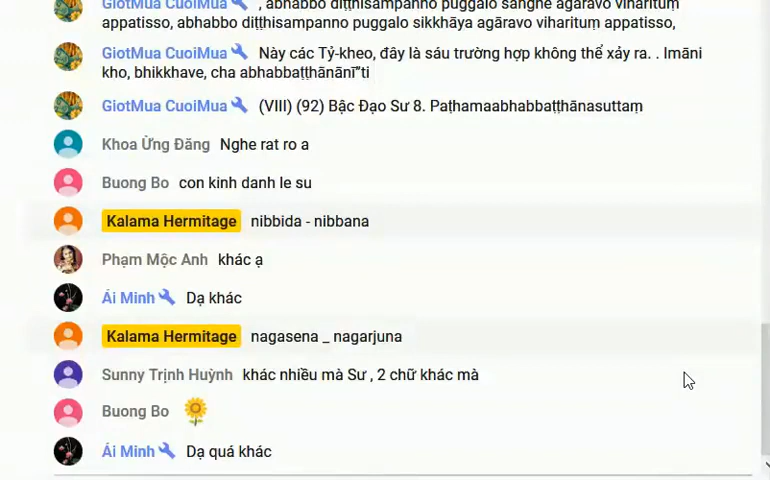 GiotMua CuoiMua , abhabbo diṭṭhisampanno puggalo saṅghe agāravo viharituṃ
appatisso, abhabbo diṭṭhisampanno puggalo sikkhāya agāravo viharituṃ appatisso,
GiotMua CuoiMua Này các Tỷ-kheo, đây là sáu trường hợp không thể xảy ra. . Imāni
kho, bhikkhave, cha abhabbaṭṭhānānī”ti
GiotMua CuoiMua (VIII) (92) Bậc Đạo Sư 8. Paṭhamaabhabbaṭṭhānasuttaṃ
Khoa Ừng Đăng Nghe rat ro a
Buong Bo con kinh danh le su
Kalama Hermitage nibbida - nibbana
Phạm Mộc Anh khác ạ
Ái Minh Dạ khác
Kalama Hermitage nagasena _ nagarjuna
Sunny Trịnh Huỳnh khác nhiều mà Sư , 2 chữ khác mà
Buong Bo
Ái Minh Dạ quá khác